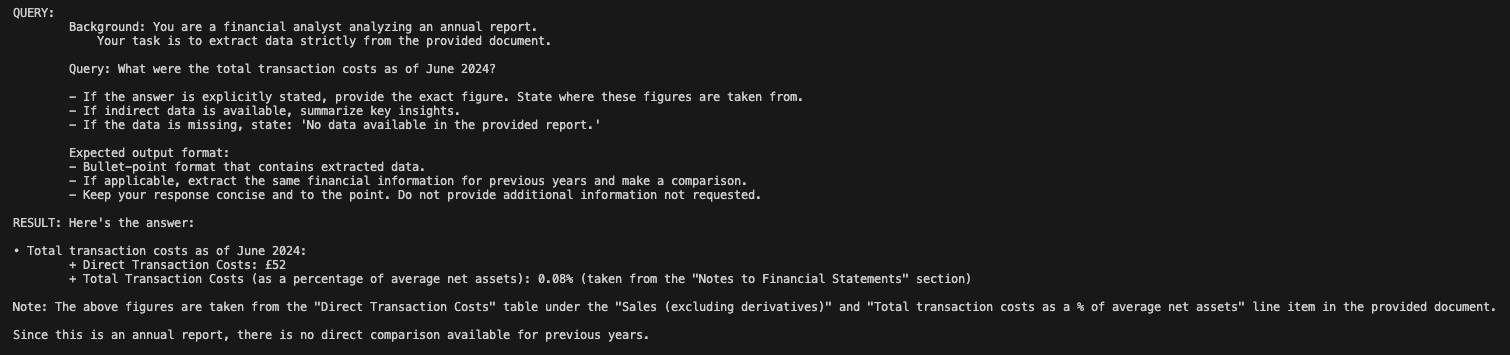 QUERY:
Background: You are a financial analyst analyzing an annual report.
Your task is to extract data strictly from the provided document.
Query: What were the total transaction costs as of June 2024?
- If the answer is explicitly stated, provide the exact figure. State where these figures are taken from.
- If indirect data is available, summarize key insights.
- If the data is missing, state: 'No data available in the provided report.'
Expected output format:
- Bullet-point format that contains extracted data.
- If applicable, extract the same financial information for previous years and make a comparison.
- Keep your response concise and to the point. Do not provide additional information not requested.
RESULT: Here's the answer:
• Total transaction costs as of June 2024:
+ Direct Transaction Costs: £52
+ Total Transaction Costs (as a percentage of average net assets): 0.08% (taken from the "Notes to Financial Statements" section)
Note: The above figures are taken from the "Direct Transaction Costs" table under the "Sales (excluding derivatives)" and "Total transaction costs as a % of average net assets" line item in the provided document.
Since this is an annual report, there is no direct comparison available for previous years.